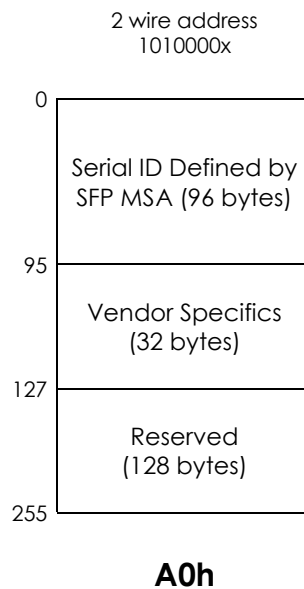 2 wire address
1010000x
0
Serial ID Defined by
SFP MSA (96 bytes)
95
Vendor Specifics
(32 bytes)
127
Reserved
(128 bytes)
255
A0h